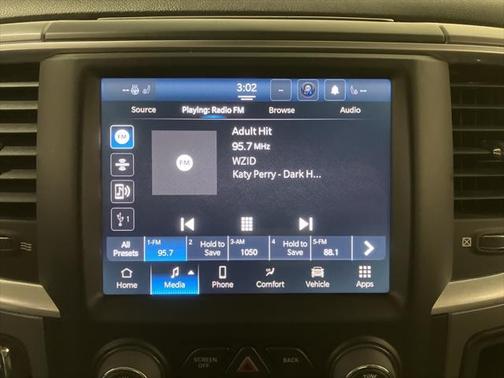 -- 3:02 -- --
Source Playing: Radio FM Browse Audio
FM
FM
Adult Hit
95.7 MHz
WZID
Katy Perry - Dark H...
1
All Presets
1-FM 95.7
2 Hold to Save
3-AM 1050
4 Hold to Save
5-FM 88.1
Home Media Phone Comfort Vehicle Apps
SCREEN OFF BACK